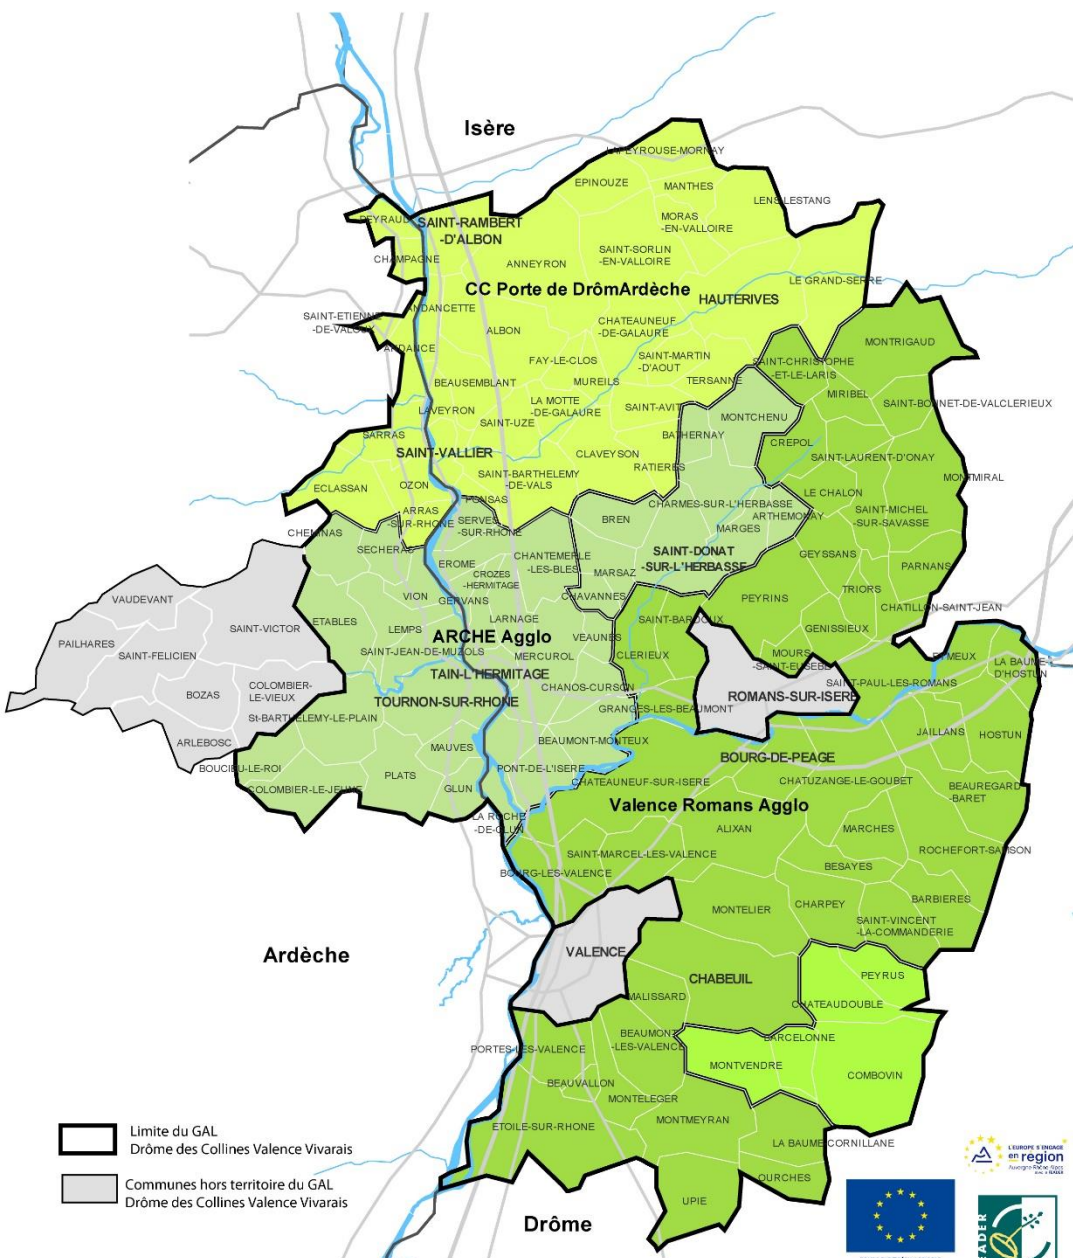 Isère
LAPEYROUSE-MORNAY
EPINOUZE
MANTHES
LENS-LESTANG
PEYRAUD
SAINT-RAMBERT
-D'ALBON
MORAS
-EN-VALLOIRE
CHAMPAGNE
ANNEYRON
SAINT-SORLIN
-EN-VALLOIRE
LE GRAND-SERRE
CC Porte de DrômArdèche
HAUTERIVES
ANDANCETTE
SAINT-ETIENNE
-DE-VALOUX
ALBON
CHATEAUNEUF
-DE-GALAURE
MONTRIGAUD
ANDANCE
FAY-LE-CLOS
SAINT-MARTIN
-D'AOUT
SAINT-CHRISTOPHE
-ET-LE-LARIS
BEAUSEMBLANT
MUREILS
TERSANNE
MIRIBEL
SAINT-BONNET-DE-VALCLERIEUX
LAVEYRON
LA MOTTE
-DE-GALAURE
SAINT-AVIT
MONTCHENU
SAINT-UZE
SARRAS
BATHERNAY
CREPOL
SAINT-VALLIER
CLAVEYSON
RATIERES
SAINT-LAURENT-D'ONAY
SAINT-BARTHELEMY
-DE-VALS
MONTMIRAL
ECLASSAN
OZON
PONSAS
CHARMES-SUR-L'HERBASSE
LE CHALON
ARRAS
-SUR-RHONE
SERVES
-SUR-RHONE
BREN
ARTHEMONAY
MARGES
SAINT-MICHEL
-SUR-SAVASSE
CHEMINAS
SECHERAS
CHANTEMERLE
-LES-BLES
SAINT-DONAT
-SUR-L'HERBASSE
GEYSSANS
EROME
CROZES
-HERMITAGE
MARSAZ
PARNANS
VAUDEVANT
VION
GERVANS
CHAVANNES
PEYRINS
TRIORS
CHATILLON-SAINT-JEAN
SAINT-VICTOR
ETABLES
LEMPS
LARNAGE
SAINT-BARDOUX
GENISSIEUX
PAILHARES
SAINT-FELICIEN
ARCHE Agglo
VEAUNES
SAINT-JEAN-DE-MUZOLS
MERCUROL
CLERIEUX
MOURS
-SAINT-EUSEBE
EYMEUX
LA BAUME-
D'HOSTUN
TAIN-L'HERMITAGE
SAINT-PAUL-LES-ROMANS
BOZAS
COLOMBIER-
LE-VIEUX
TOURNON-SUR-RHONE
CHANOS-CURSON
ROMANS-SUR-ISERE
GRANGES-LES-BEAUMONT
St-BARTHELEMY-LE-PLAIN
JAILLANS
HOSTUN
ARLEBOSC
MAUVES
BEAUMONT-MONTEUX
BOURG-DE-PEAGE
BOUCIEU-LE-ROI
PLATS
PONT-DE-L'ISERE
CHATEAUNEUF-SUR-ISERE
CHATUZANGE-LE-GOUBET
COLOMBIER-LE-JEUNE
GLUN
BEAUREGARD
-BARET
Valence Romans Agglo
LA ROCHE
-DE-GLUN
ALIXAN
MARCHES
SAINT-MARCEL-LES-VALENCE
ROCHEFORT-SAMSON
BESAYES
BOURG-LES-VALENCE
BARBIERES
MONTELIER
CHARPEY
SAINT-VINCENT
-LA-COMMANDERIE
Ardèche
VALENCE
CHABEUIL
PEYRUS
MALISSARD
CHATEAUDOUBLE
BEAUMONT
-LES-VALENCE
BARCELONNE
PORTES-LES-VALENCE
MONTVENDRE
COMBOVIN
BEAUVALLON
MONTELEGER
MONTMEYRAN
ETOILE-SUR-RHONE
LA BAUME-CORNILLANE
OURCHES
UPIE
Drôme
Limite du GAL
Drôme des Collines Valence Vivarais
Communes hors territoire du GAL
Drôme des Collines Valence Vivarais
L'EUROPE S'ENGAGE
en region
Auvergne-Rhône-Alpes
LEADER